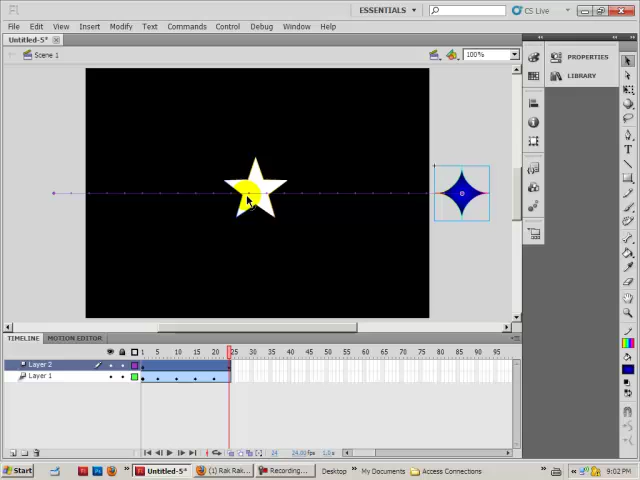 Fl
ESSENTIALS
CS Live
File Edit View Insert Modify Text Commands Control Debug Window Help
Untitled-5*
Scene 1
100%
PROPERTIES
LIBRARY
TIMELINE MOTION EDITOR
1 5 10 15 20 25 30 35 40 45 50 55 60 65 70 75 80 85 90 95
Layer 2
Layer 1
24 24.00fps 1.0s
Start
Untitled-5*
(1) Rak Rak...
Recording...
Desktop
My Documents
Access Connections
9:02 PM